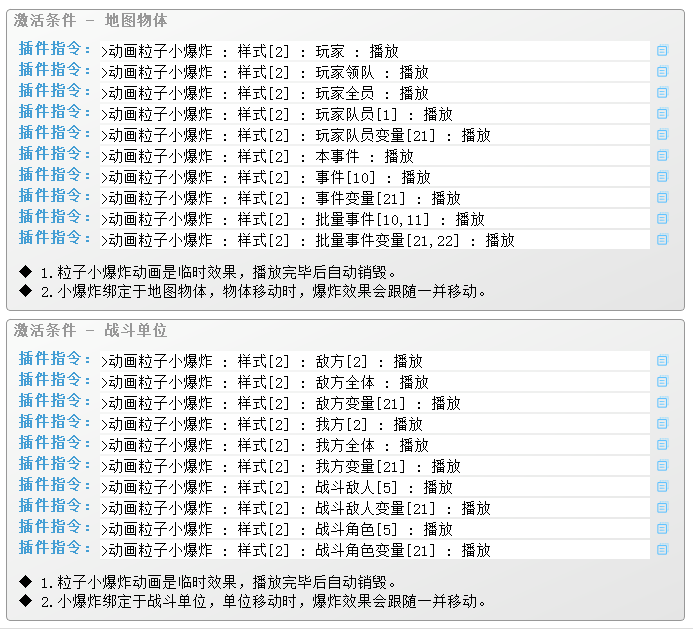 激活条件 - 地图物体
插件指令： >动画粒子小爆炸 : 样式[2] : 玩家 : 播放
插件指令： >动画粒子小爆炸 : 样式[2] : 玩家领队 : 播放
插件指令： >动画粒子小爆炸 : 样式[2] : 玩家全员 : 播放
插件指令： >动画粒子小爆炸 : 样式[2] : 玩家队员[1] : 播放
插件指令： >动画粒子小爆炸 : 样式[2] : 玩家队员变量[21] : 播放
插件指令： >动画粒子小爆炸 : 样式[2] : 本事件 : 播放
插件指令： >动画粒子小爆炸 : 样式[2] : 事件[10] : 播放
插件指令： >动画粒子小爆炸 : 样式[2] : 事件变量[21] : 播放
插件指令： >动画粒子小爆炸 : 样式[2] : 批量事件[10,11] : 播放
插件指令： >动画粒子小爆炸 : 样式[2] : 批量事件变量[21,22] : 播放
◆ 1.粒子小爆炸动画是临时效果，播放完毕后自动销毁。
◆ 2.小爆炸绑定于地图物体，物体移动时，爆炸效果会跟随一并移动。
激活条件 - 战斗单位
插件指令： >动画粒子小爆炸 : 样式[2] : 敌方[2] : 播放
插件指令： >动画粒子小爆炸 : 样式[2] : 敌方全体 : 播放
插件指令： >动画粒子小爆炸 : 样式[2] : 敌方变量[21] : 播放
插件指令： >动画粒子小爆炸 : 样式[2] : 我方[2] : 播放
插件指令： >动画粒子小爆炸 : 样式[2] : 我方全体 : 播放
插件指令： >动画粒子小爆炸 : 样式[2] : 我方变量[21] : 播放
插件指令： >动画粒子小爆炸 : 样式[2] : 战斗敌人[5] : 播放
插件指令： >动画粒子小爆炸 : 样式[2] : 战斗敌人变量[21] : 播放
插件指令： >动画粒子小爆炸 : 样式[2] : 战斗角色[5] : 播放
插件指令： >动画粒子小爆炸 : 样式[2] : 战斗角色变量[21] : 播放
◆ 1.粒子小爆炸动画是临时效果，播放完毕后自动销毁。
◆ 2.小爆炸绑定于战斗单位，单位移动时，爆炸效果会跟随一并移动。